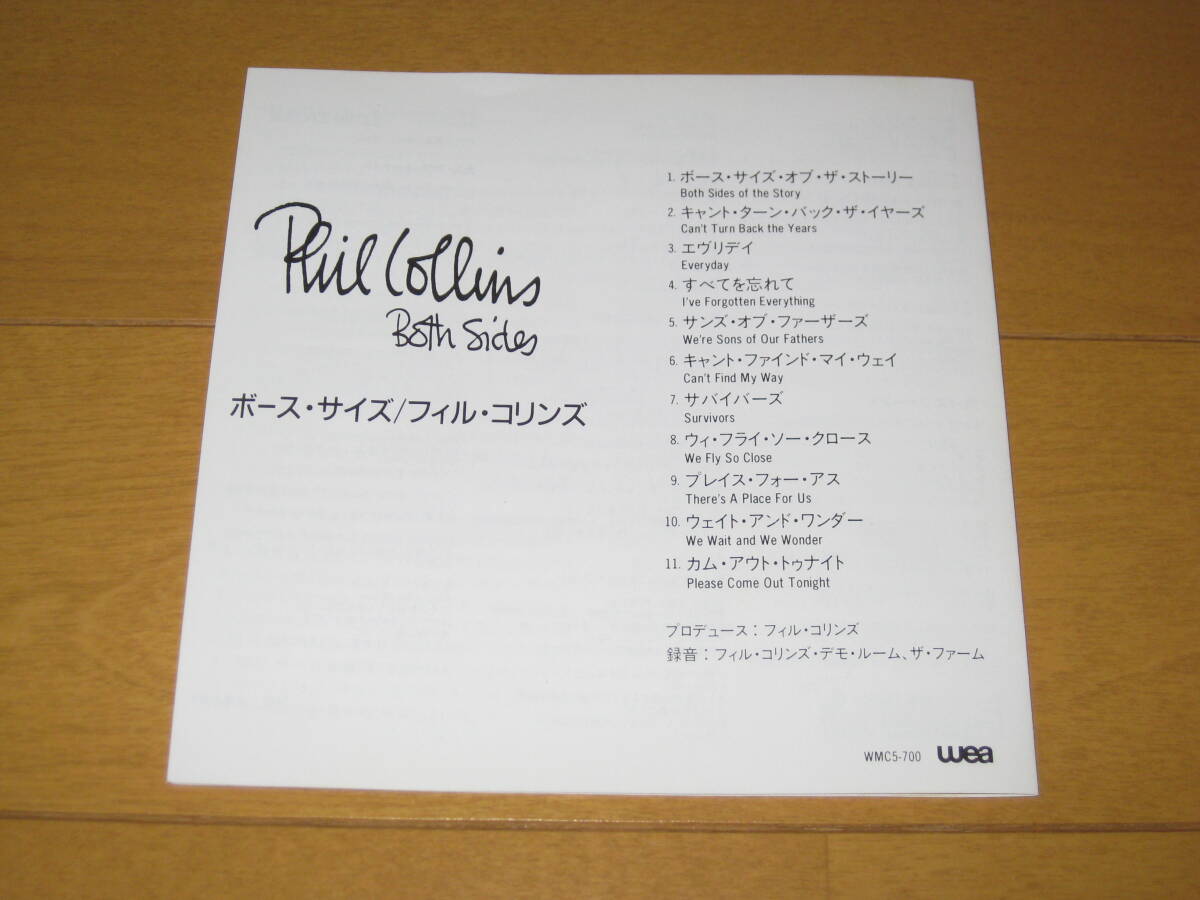 Phil Collins
Both Sides
ボース・サイズ/フィル・コリンズ
1. ボース・サイズ・オブ・ザ・ストーリー
Both Sides of the Story
2. キャント・ターン・バック・ザ・イヤーズ
Can't Turn Back the Years
3. エヴリデイ
Everyday
4. すべてを忘れて
I've Forgotten Everything
5. サンズ・オブ・ファーザーズ
We're Sons of Our Fathers
6. キャント・ファインド・マイ・ウェイ
Can't Find My Way
7. サバイバーズ
Survivors
8. ウィ・フライ・ソー・クロース
We Fly So Close
9. プレイス・フォー・アス
There's A Place For Us
10. ウェイト・アンド・ワンダー
We Wait and We Wonder
11. カム・アウト・トゥナイト
Please Come Out Tonight
プロデュース：フィル・コリンズ
録音：フィル・コリンズ・デモ・ルーム、ザ・ファーム
WMC5-700 wea